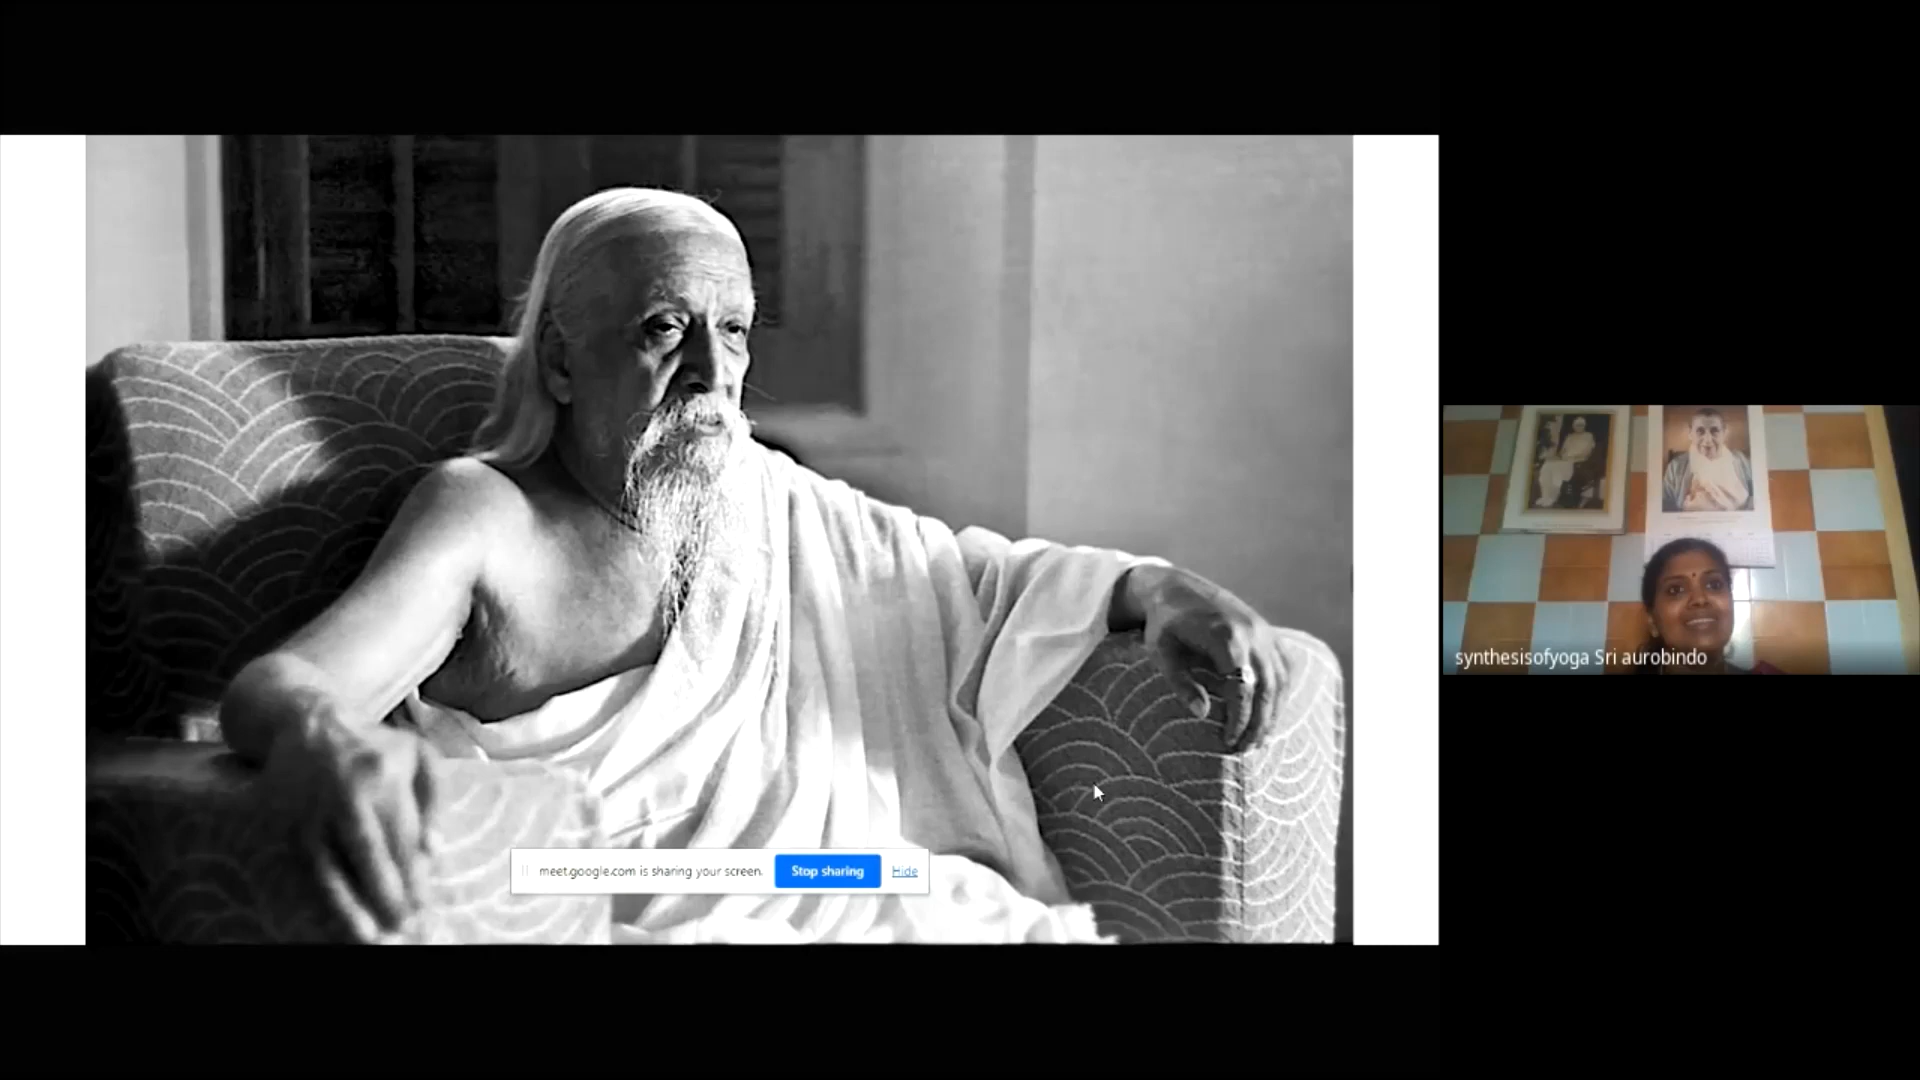 meet.google.com is sharing your screen.
Stop sharing
Hide
synthesisofyoga Sri aurobindo